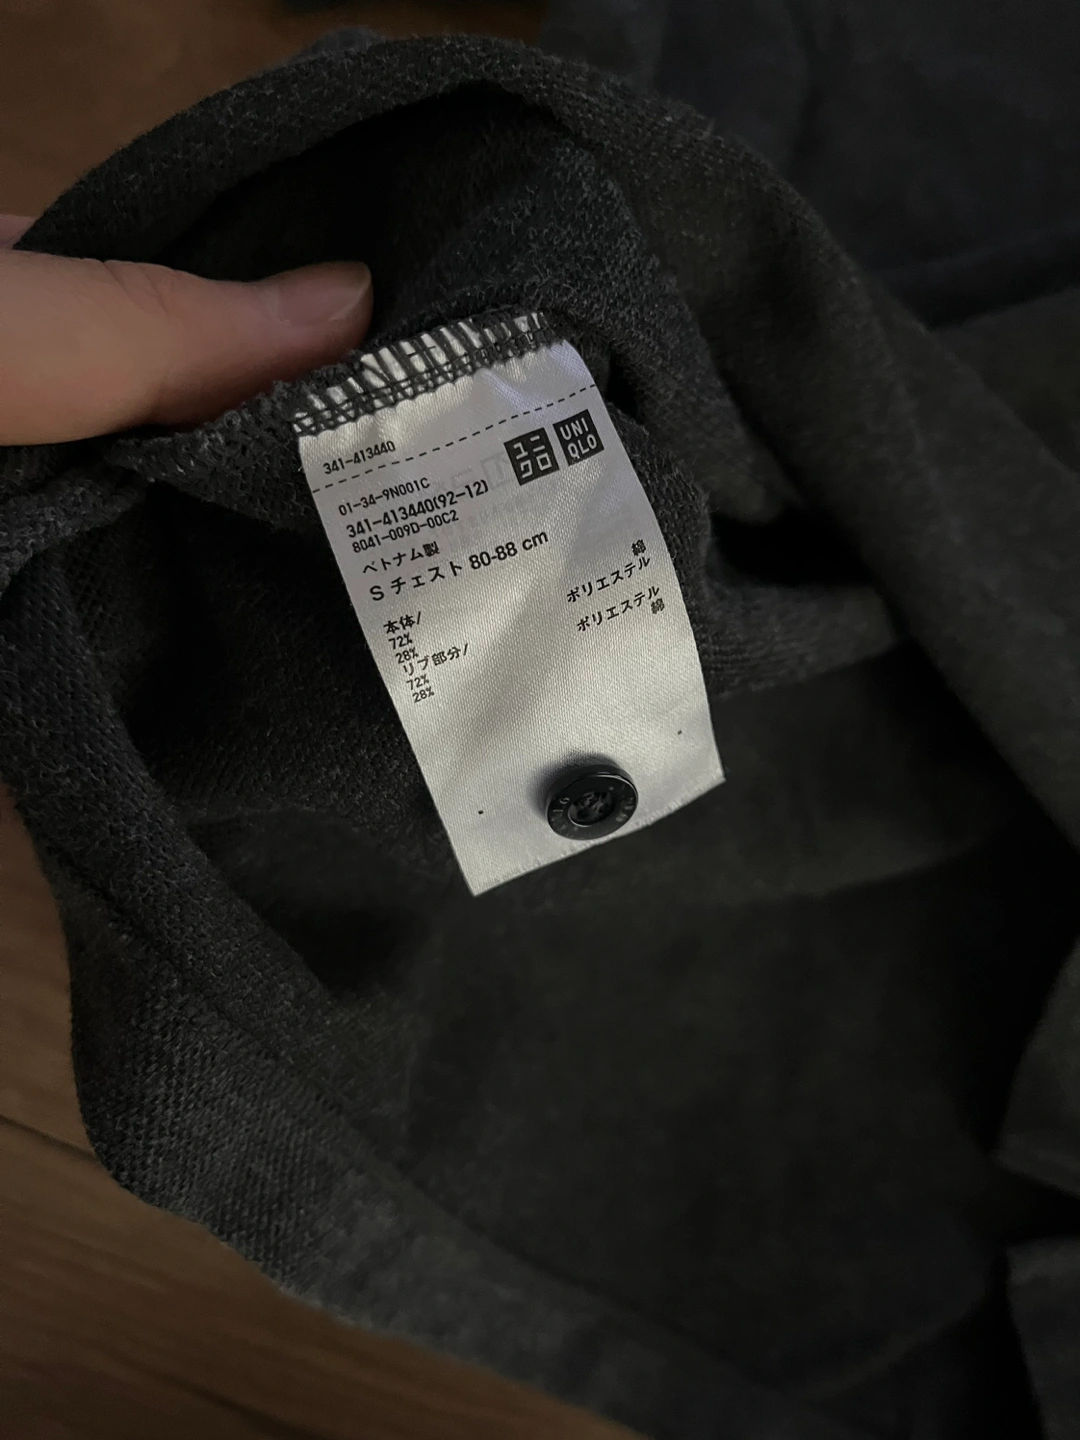 341-413440
ユニクロ
UNIQLO
01-34-9N001C
341-413440(92-12)
8041-009D-00C2
ベトナム製
S チェスト 80-88 cm
本体/
72% 綿
28% ポリエステル
リブ部分/
72% ポリエステル
28% 綿